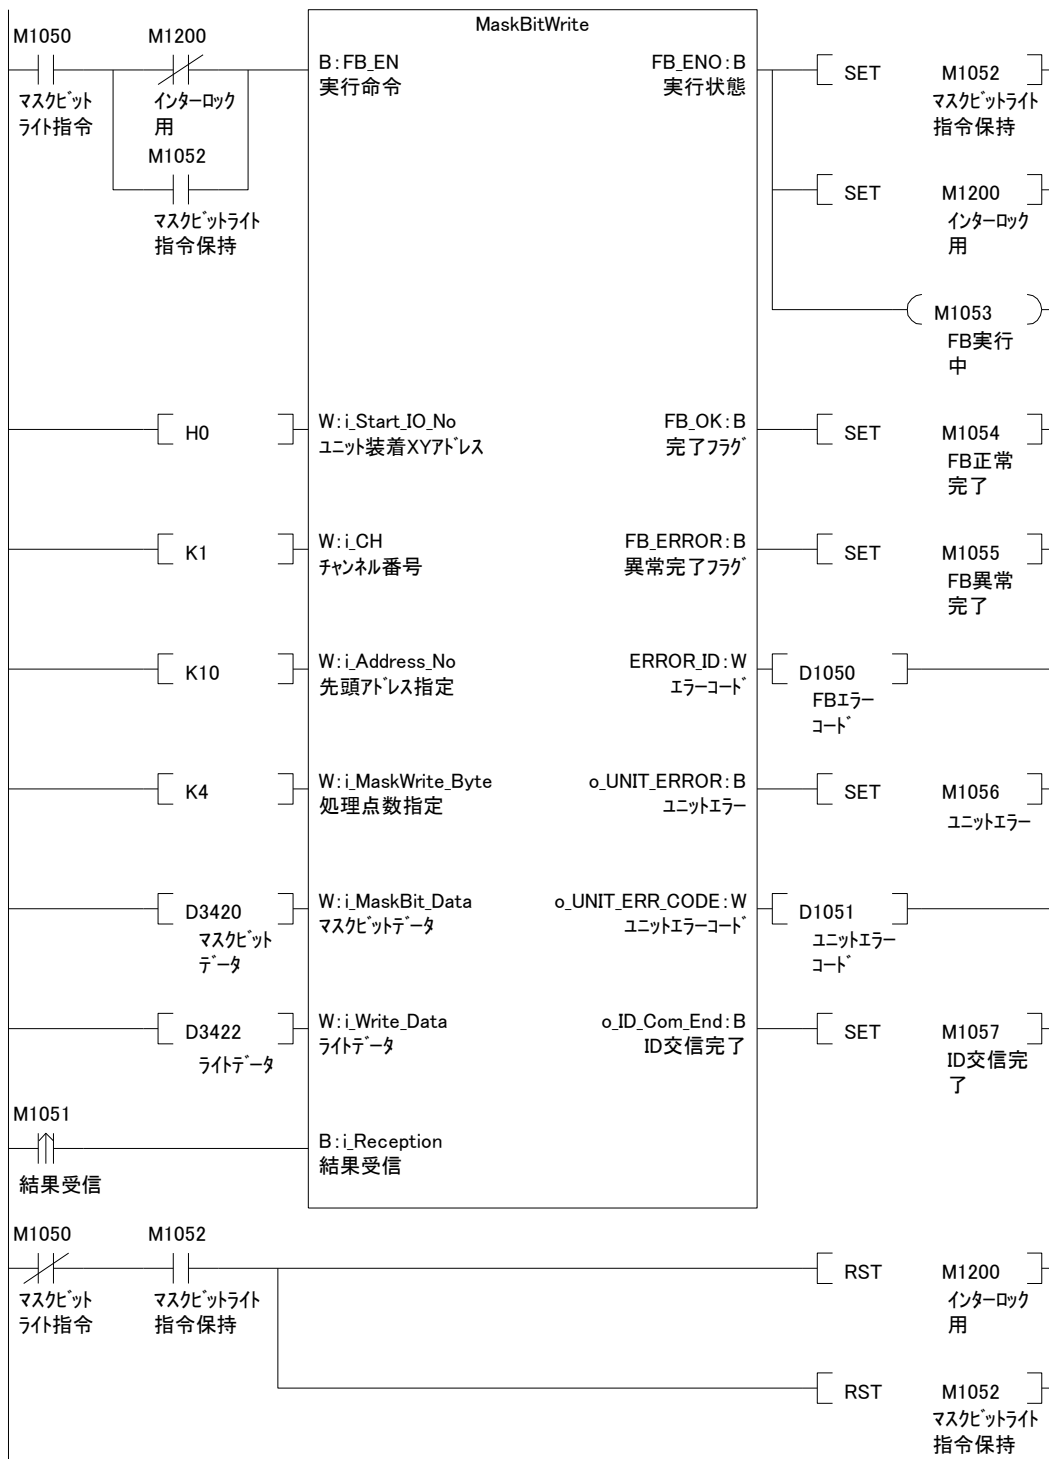 MaskBitWrite
M1050 M1200
B:FB_EN FB_ENO:B SET M1052
実行命令 実行状態
マスクビット インターロック マスクビットライト
ライト指令 用 指令保持
M1052
SET M1200
マスクビットライト インターロック
指令保持 用
M1053
FB実行
中
H0 W:i_Start_IO_No FB_OK:B SET M1054
ユニット装着XYアドレス 完了フラグ FB正常
完了
K1 W:i_CH FB_ERROR:B SET M1055
チャンネル番号 異常完了フラグ FB異常
完了
K10 W:i_Address_No ERROR_ID:W D1050
先頭アドレス指定 エラーコード FBエラー
コード
K4 W:i_MaskWrite_Byte o_UNIT_ERROR:B SET M1056
処理点数指定 ユニットエラー ユニットエラー
D3420 W:i_MaskBit_Data o_UNIT_ERR_CODE:W D1051
マスクビット マスクビットデータ ユニットエラーコード ユニットエラー
データ コード
D3422 W:i_Write_Data o_ID_Com_End:B SET M1057
ライトデータ ライトデータ ID交信完了 ID交信完
了
M1051
B:i_Reception
結果受信 結果受信
M1050 M1052
RST M1200
マスクビット マスクビットライト インターロック
ライト指令 指令保持 用
RST M1052
マスクビットライト
指令保持